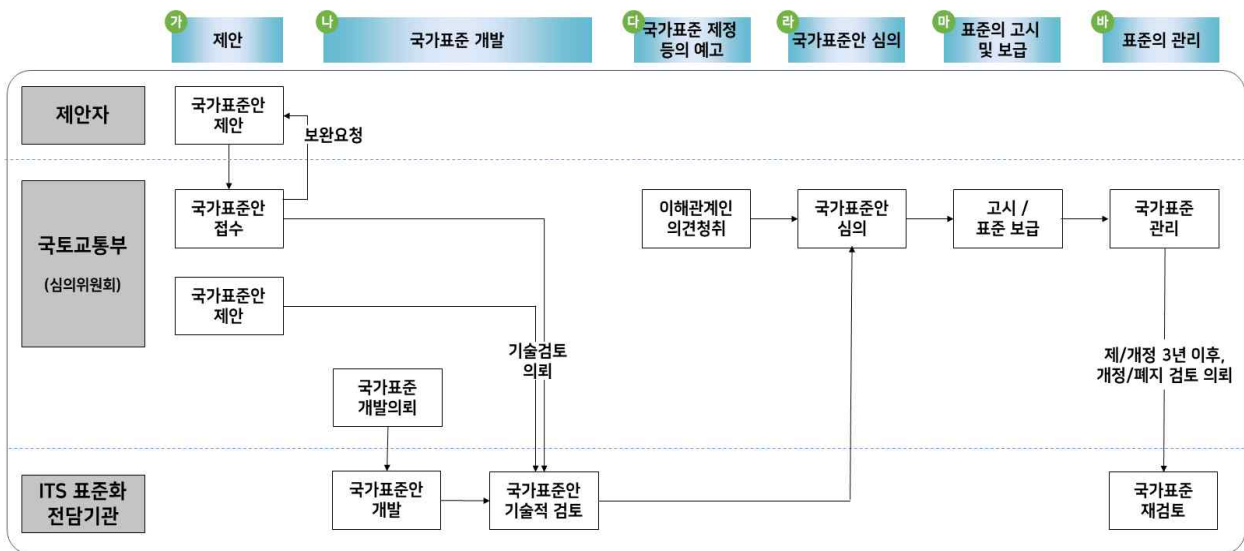 가
제안
나
국가표준 개발
다
국가표준 제정
등의 예고
라
국가표준안 심의
마
표준의 고시
및 보급
바
표준의 관리
제안자
국가표준안
제안
보완요청
국토교통부
(심의위원회)
국가표준안
접수
이해관계인
의견청취
국가표준안
심의
고시 /
표준 보급
국가표준
관리
국가표준안
제안
기술검토
의뢰
제/개정 3년 이후,
개정/폐지 검토 의뢰
국가표준
개발의뢰
ITS 표준화
전담기관
국가표준안
개발
국가표준안
기술적 검토
국가표준
재검토